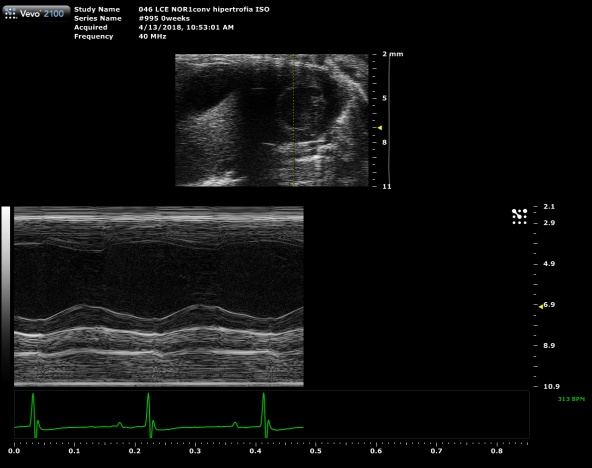 Vevo 2100
Study Name 046 LCE NOR1conv hipertrofia ISO
Series Name #995 0weeks
Acquired 4/13/2018, 10:53:01 AM
Frequency 40 MHz
2 mm
5
8
11
2.1
2.9
4.9
6.9
8.9
10.9
313 BPM
0.0 0.1 0.2 0.3 0.4 0.5 0.6 0.7 0.8